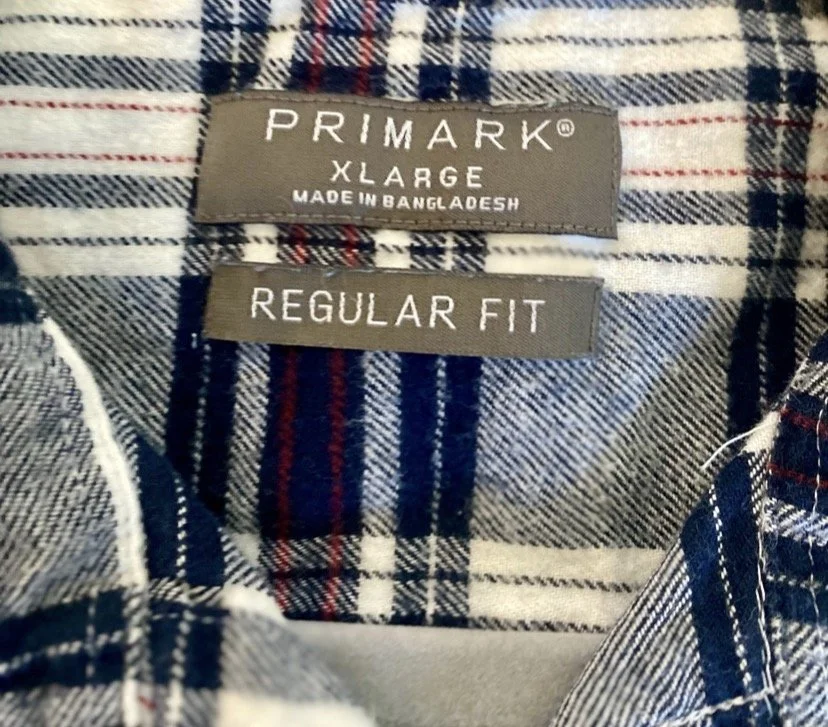 PRIMARK®
XLARGE
MADE IN BANGLADESH
REGULAR FIT